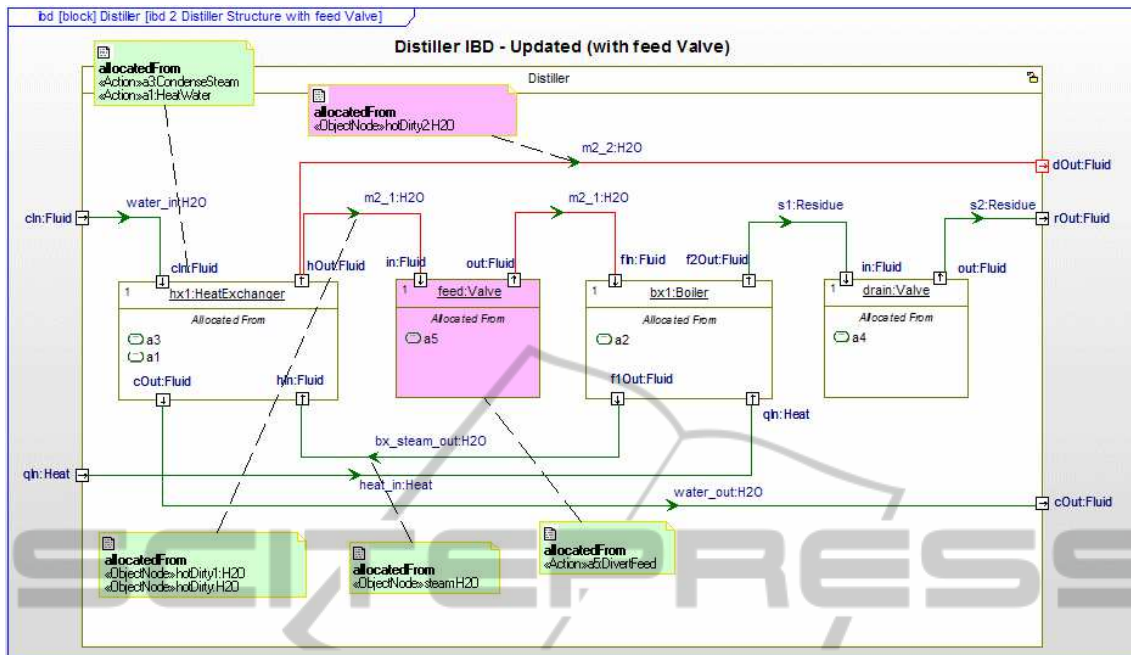 ibd [block] Distiller [ibd 2 Distiller Structure with feed Valve]
Distiller IBD - Updated (with feed Valve)
Distiller
allocatedFrom
«Action»a3:CondenseSteam
«Action»a1:HeatWater
allocatedFrom
«ObjectNode»hotDirty2:H2O
m2_2:H2O
dOut:Fluid
water_in:H2O
m2_1:H2O
m2_1:H2O
s1:Residue
s2:Residue
cIn:Fluid
rOut:Fluid
cIn:Fluid
hOut:Fluid
in:Fluid
out:Fluid
fIn:Fluid
f2Out:Fluid
in:Fluid
out:Fluid
1
hx1:HeatExchanger
1
feed:Valve
1
bx1:Boiler
1
drain:Valve
Allocated From
Allocated From
Allocated From
Allocated From
a3
a1
a5
a2
a4
cOut:Fluid
hIn:Fluid
f1Out:Fluid
qIn:Heat
bx_steam_out:H2O
qIn:Heat
heat_in:Heat
water_out:H2O
cOut:Fluid
allocatedFrom
«ObjectNode»hotDirty1:H2O
«ObjectNode»hotDirty:H2O
allocatedFrom
«ObjectNode»steam:H2O
allocatedFrom
«Action»a5:DivertFeed
SCITEPRESS